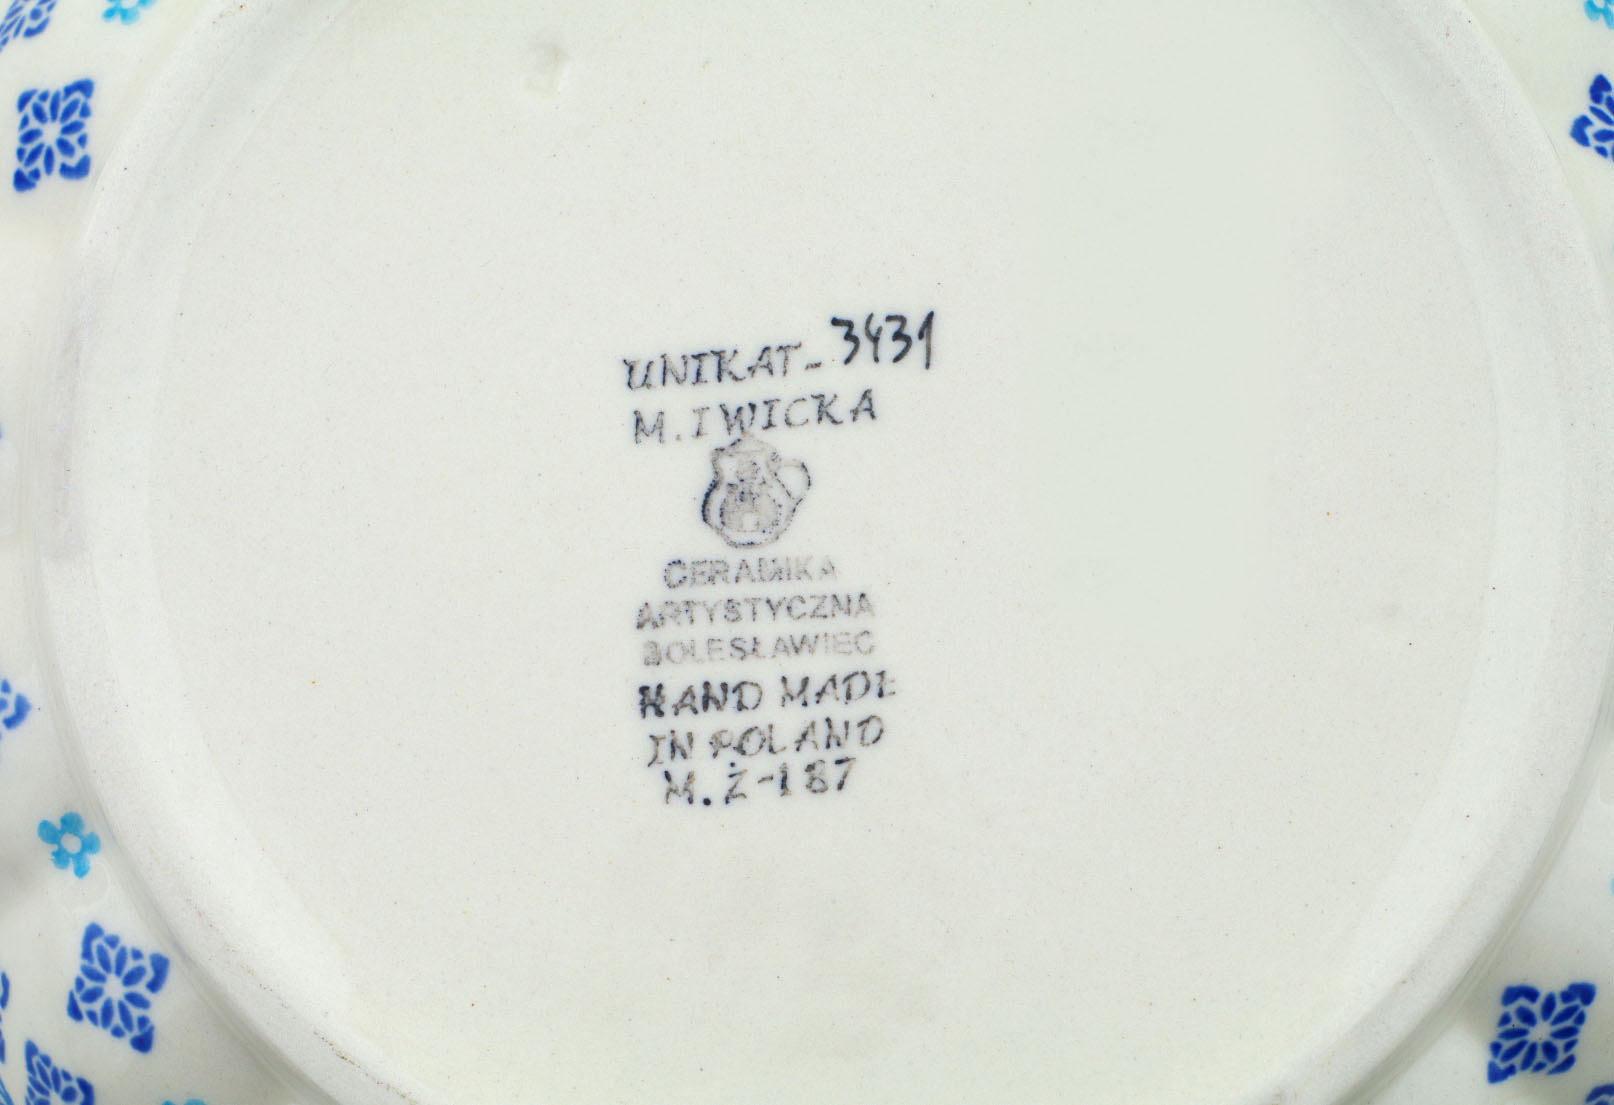 UNIKAT- 3431
M. IWICKA
CERAMIKA
ARTYSTYCZNA
BOLESŁAWIEC
HAND MADE
IN POLAND
M.Ż-187